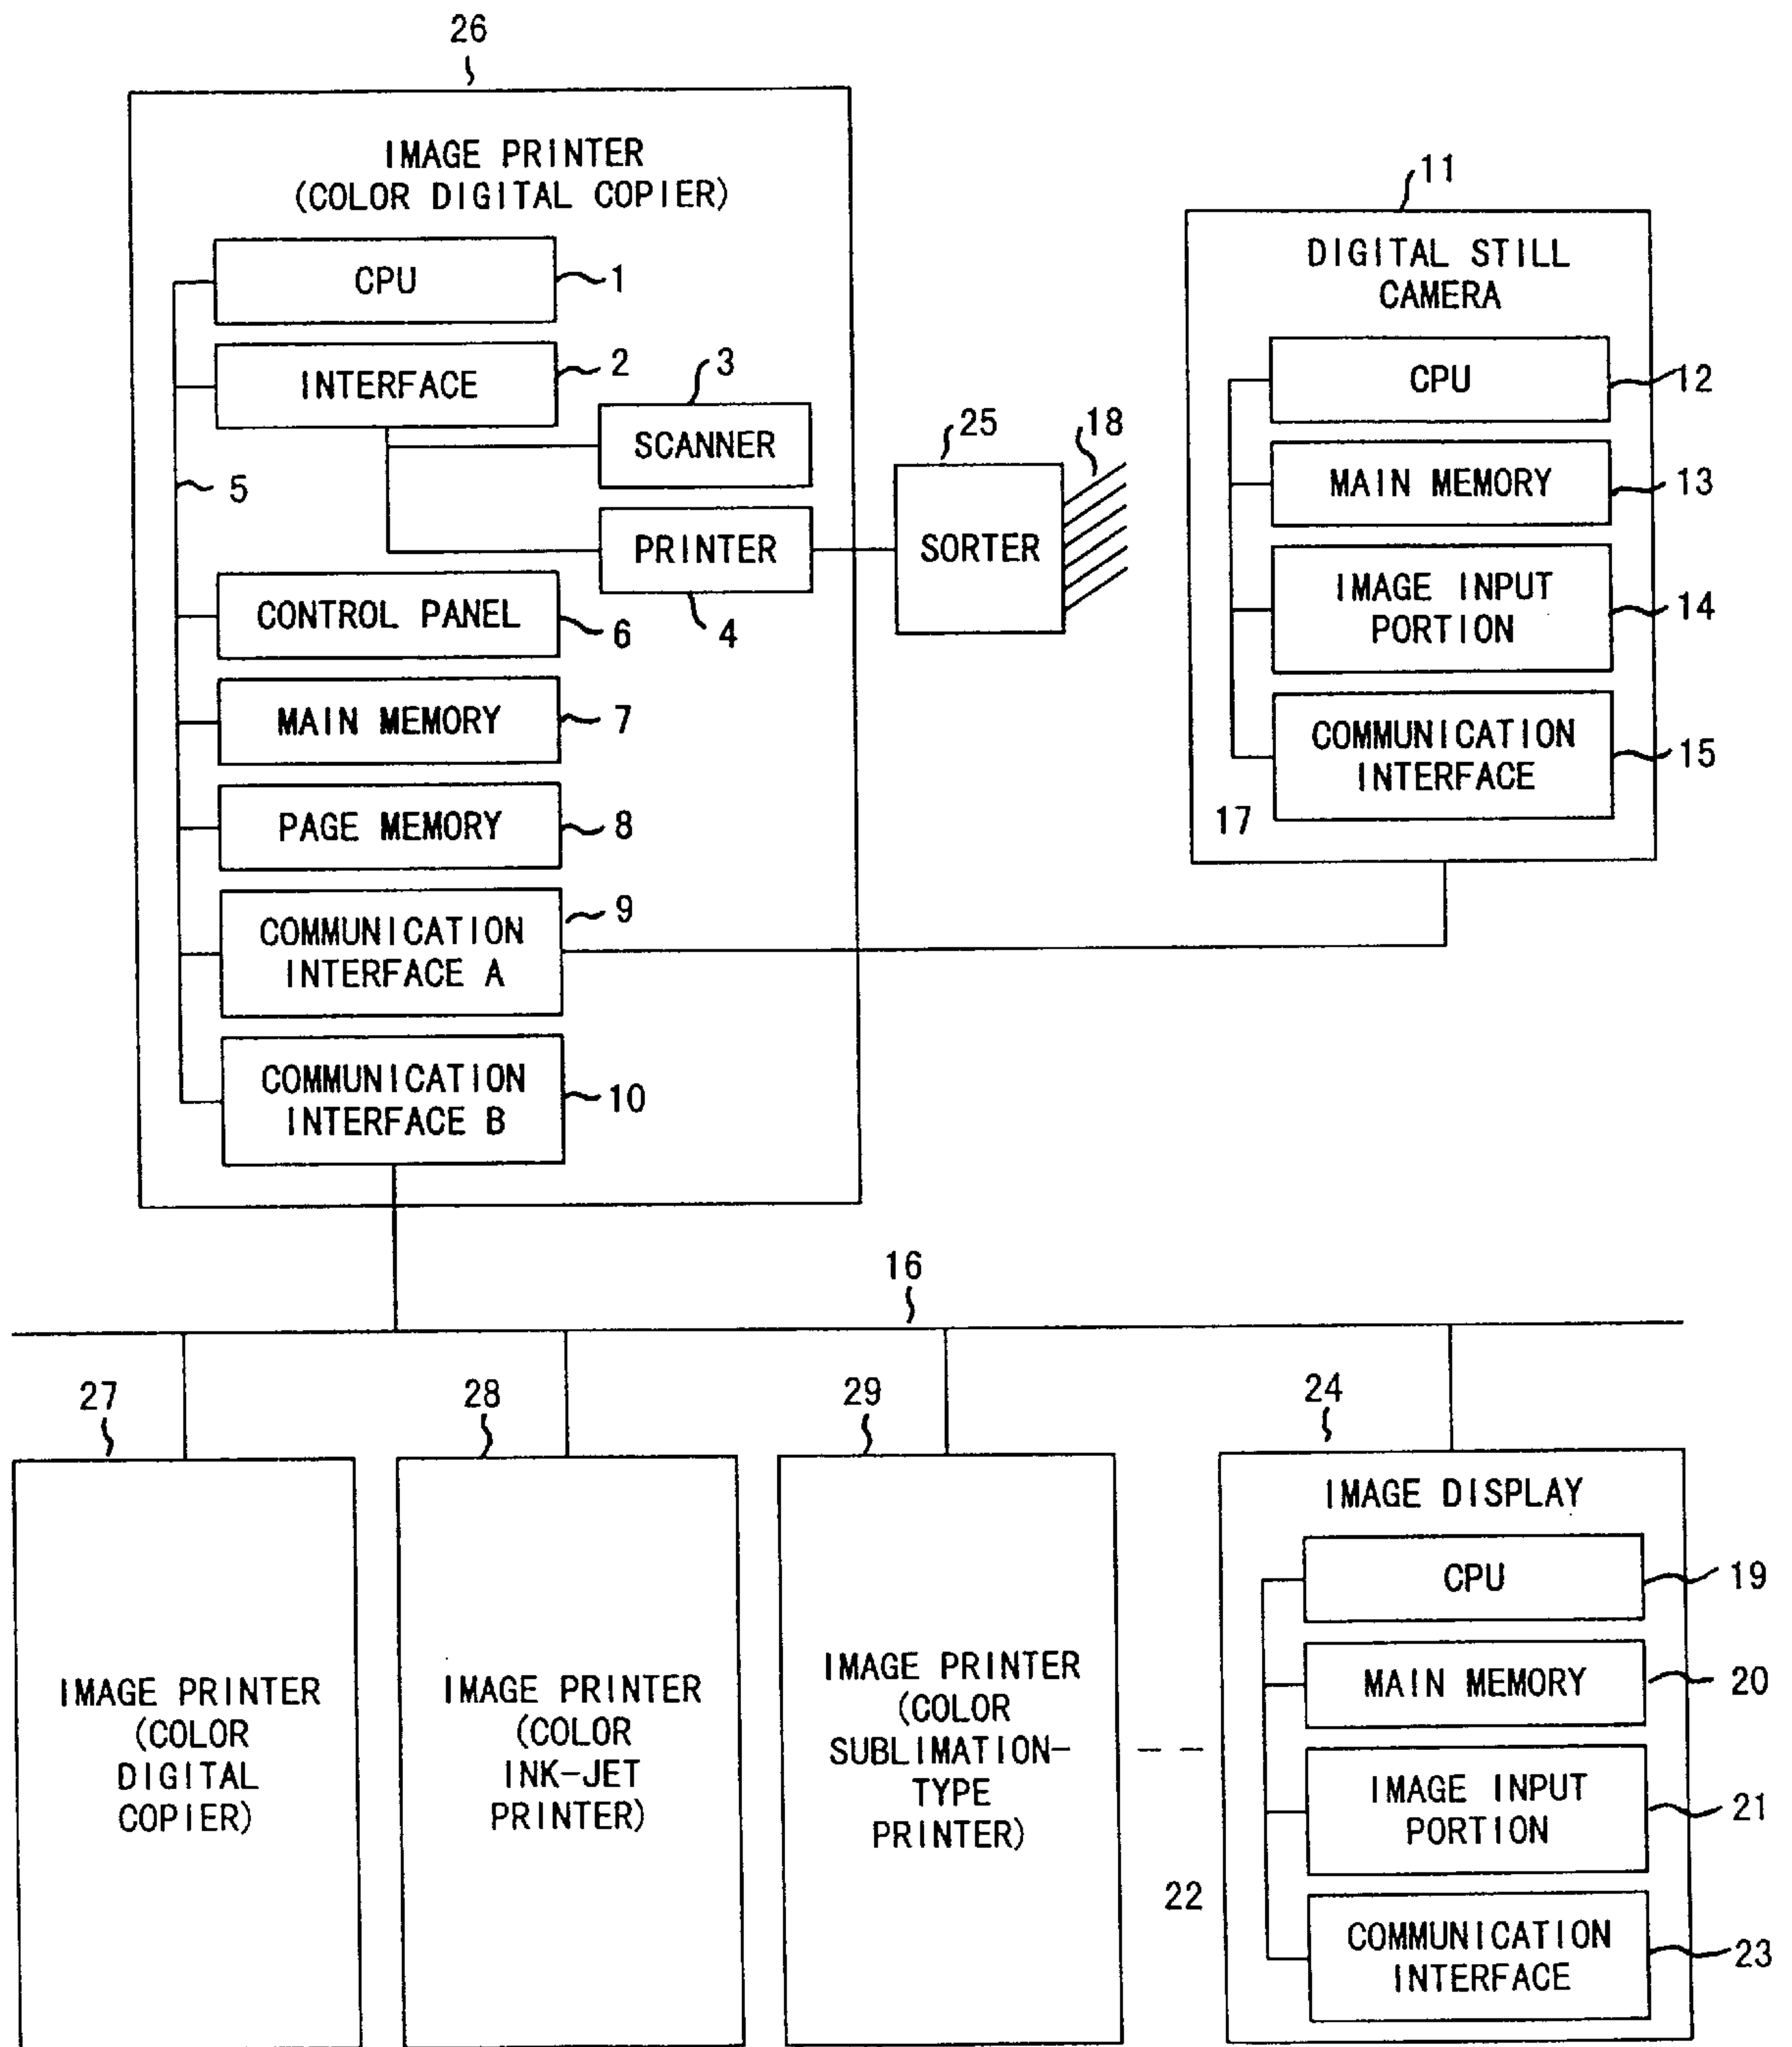 26
IMAGE PRINTER
(COLOR DIGITAL COPIER)
CPU
1
INTERFACE
2
3
SCANNER
5
PRINTER
4
CONTROL PANEL
6
MAIN MEMORY
7
PAGE MEMORY
8
COMMUNICATION
INTERFACE A
9
COMMUNICATION
INTERFACE B
10
25
SORTER
18
11
DIGITAL STILL
CAMERA
CPU
12
MAIN MEMORY
13
IMAGE INPUT
PORTION
14
COMMUNICATION
INTERFACE
15
17
16
27
IMAGE PRINTER
(COLOR
DIGITAL
COPIER)
28
IMAGE PRINTER
(COLOR
INK-JET
PRINTER)
29
IMAGE PRINTER
(COLOR
SUBLIMATION-
TYPE
PRINTER)
24
IMAGE DISPLAY
CPU
19
MAIN MEMORY
20
IMAGE INPUT
PORTION
21
22
COMMUNICATION
INTERFACE
23